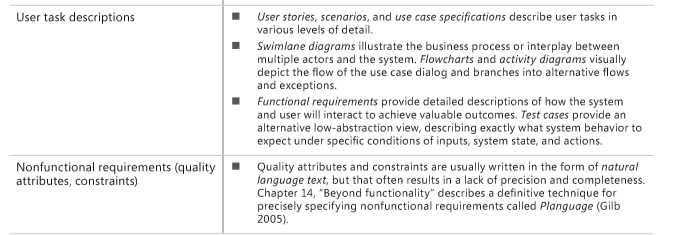 User task descriptions
■ User stories, scenarios, and use case specifications describe user tasks in
various levels of detail.
■ Swimlane diagrams illustrate the business process or interplay between
multiple actors and the system. Flowcharts and activity diagrams visually
depict the flow of the use case dialog and branches into alternative flows
and exceptions.
■ Functional requirements provide detailed descriptions of how the system
and user will interact to achieve valuable outcomes. Test cases provide an
alternative low-abstraction view, describing exactly what system behavior to
expect under specific conditions of inputs, system state, and actions.
Nonfunctional requirements (quality
attributes, constraints)
■ Quality attributes and constraints are usually written in the form of natural
language text, but that often results in a lack of precision and completeness.
Chapter 14, “Beyond functionality” describes a definitive technique for
precisely specifying nonfunctional requirements called Planguage (Gilb
2005).